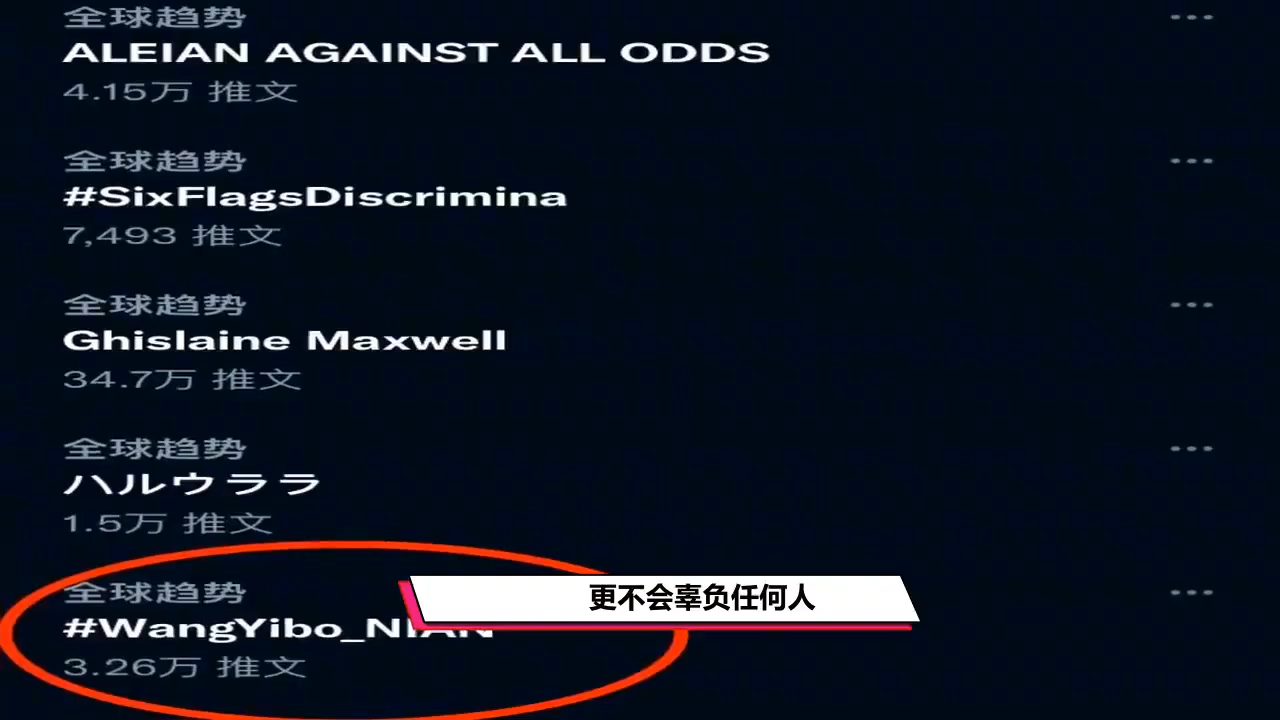 全球趋势
ALEIAN AGAINST ALL ODDS
4.15万 推文
全球趋势
#SixFlagsDiscrimina
7,493 推文
全球趋势
Ghislaine Maxwell
34.7万 推文
全球趋势
ハルウララ
1.5万 推文
全球趋势
#WangYibo_NIAN
3.26万 推文
更不会辜负任何人